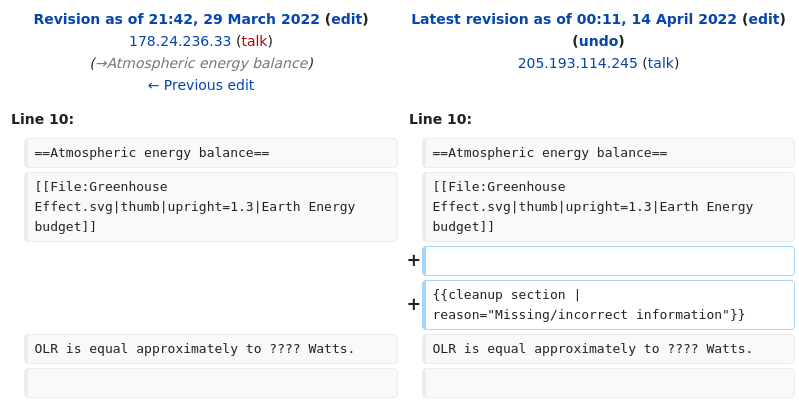 Revision as of 21:42, 29 March 2022 (edit)
178.24.236.33 (talk)
(→Atmospheric energy balance)
← Previous edit
Latest revision as of 00:11, 14 April 2022 (edit)
(undo)
205.193.114.245 (talk)
Line 10:
Line 10:
==Atmospheric energy balance==
==Atmospheric energy balance==
[[File:Greenhouse
Effect.svg|thumb|upright=1.3|Earth Energy
budget]]
[[File:Greenhouse
Effect.svg|thumb|upright=1.3|Earth Energy
budget]]
+
+
{{cleanup section |
reason="Missing/incorrect information"}}
OLR is equal approximately to ???? Watts.
OLR is equal approximately to ???? Watts.